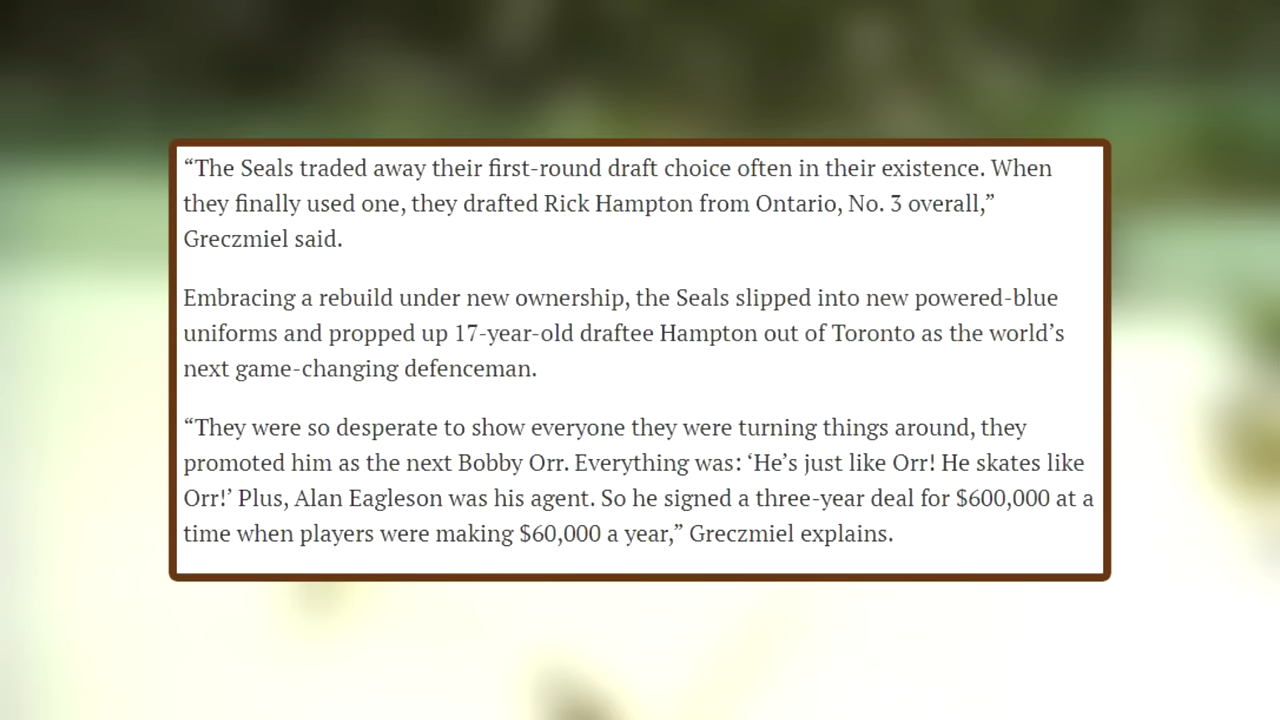 “The Seals traded away their first-round draft choice often in their existence. When
they finally used one, they drafted Rick Hampton from Ontario, No. 3 overall,”
Greczmiel said.
Embracing a rebuild under new ownership, the Seals slipped into new powered-blue
uniforms and propped up 17-year-old draftee Hampton out of Toronto as the world’s
next game-changing defenceman.
“They were so desperate to show everyone they were turning things around, they
promoted him as the next Bobby Orr. Everything was: ‘He’s just like Orr! He skates like
Orr!’ Plus, Alan Eagleson was his agent. So he signed a three-year deal for $600,000 at a
time when players were making $60,000 a year,” Greczmiel explains.